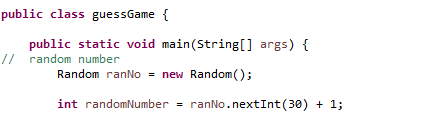 public class guessGame {
public static void main(String[] args) {
// random number
Random ranNo = new Random();
int randomNumber = ranNo.nextInt(30) + 1;